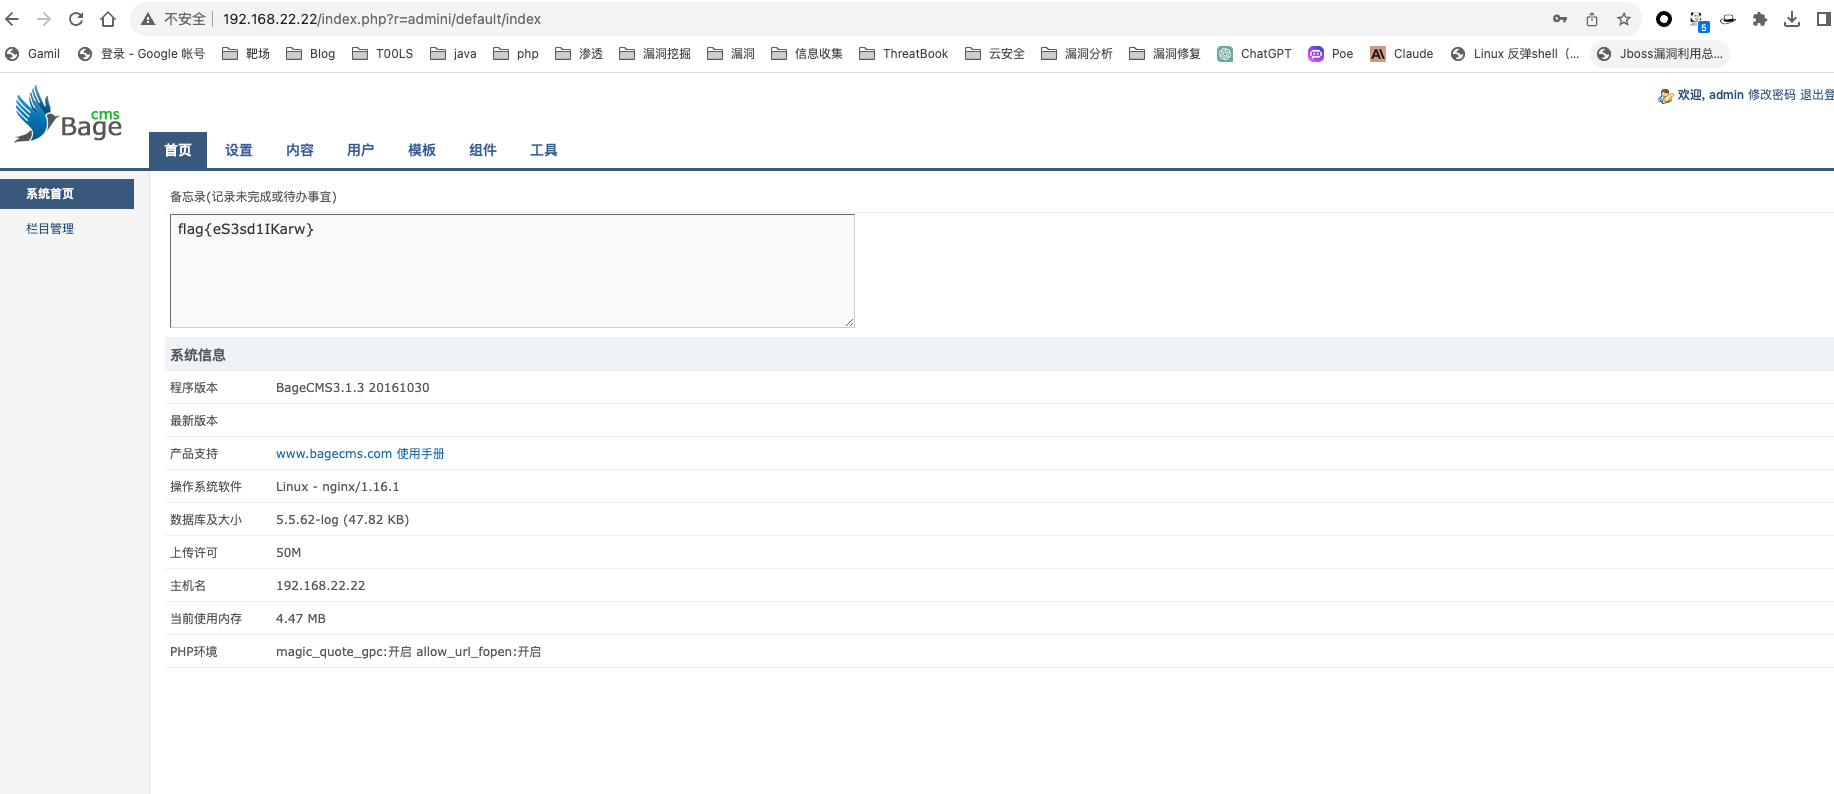 不安全 192.168.22.22/index.php?r=admini/default/index
5
Gamil 登录 - Google 帐号 靶场 Blog T00LS java php 渗透 漏洞挖掘 漏洞 信息收集 ThreatBook 云安全 漏洞分析 漏洞修复 ChatGPT Poe Claude Linux 反弹shell（... Jboss漏洞利用总...
欢迎, admin 修改密码 退出登
cms
Bage
首页 设置 内容 用户 模板 组件 工具
系统首页
栏目管理
备忘录(记录未完成或待办事宜)
flag{eS3sd1IKarw}
系统信息
程序版本 BageCMS3.1.3 20161030
最新版本
产品支持 www.bagecms.com 使用手册
操作系统软件 Linux - nginx/1.16.1
数据库及大小 5.5.62-log (47.82 KB)
上传许可 50M
主机名 192.168.22.22
当前使用内存 4.47 MB
PHP环境 magic_quote_gpc:开启 allow_url_fopen:开启